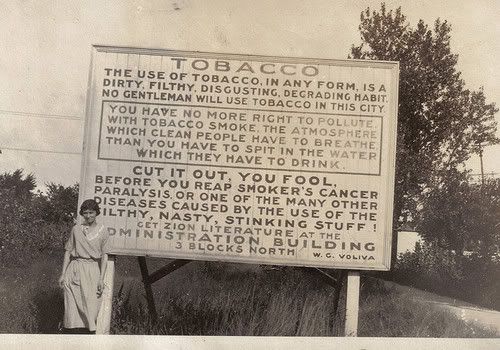 TOBACCO
THE USE OF TOBACCO, IN ANY FORM, IS A
DIRTY, FILTHY, DISGUSTING, DEGRADING HABIT.
NO GENTLEMAN WILL USE TOBACCO IN THIS CITY.
YOU HAVE NO MORE RIGHT TO POLLUTE
WITH TOBACCO SMOKE, THE ATMOSPHERE
WHICH CLEAN PEOPLE HAVE TO BREATHE,
THAN YOU HAVE TO SPIT IN THE WATER
WHICH THEY HAVE TO DRINK.
CUT IT OUT, YOU FOOL,
BEFORE YOU REAP SMOKER'S CANCER
PARALYSIS, OR ONE OF THE MANY OTHER
DISEASES CAUSED BY THE USE OF THE
FILTHY, NASTY, STINKING STUFF!
GET ZION LITERATURE AT THE
DMINISTRATION BUILDING
3 BLOCKS NORTH W. G. VOLIVA